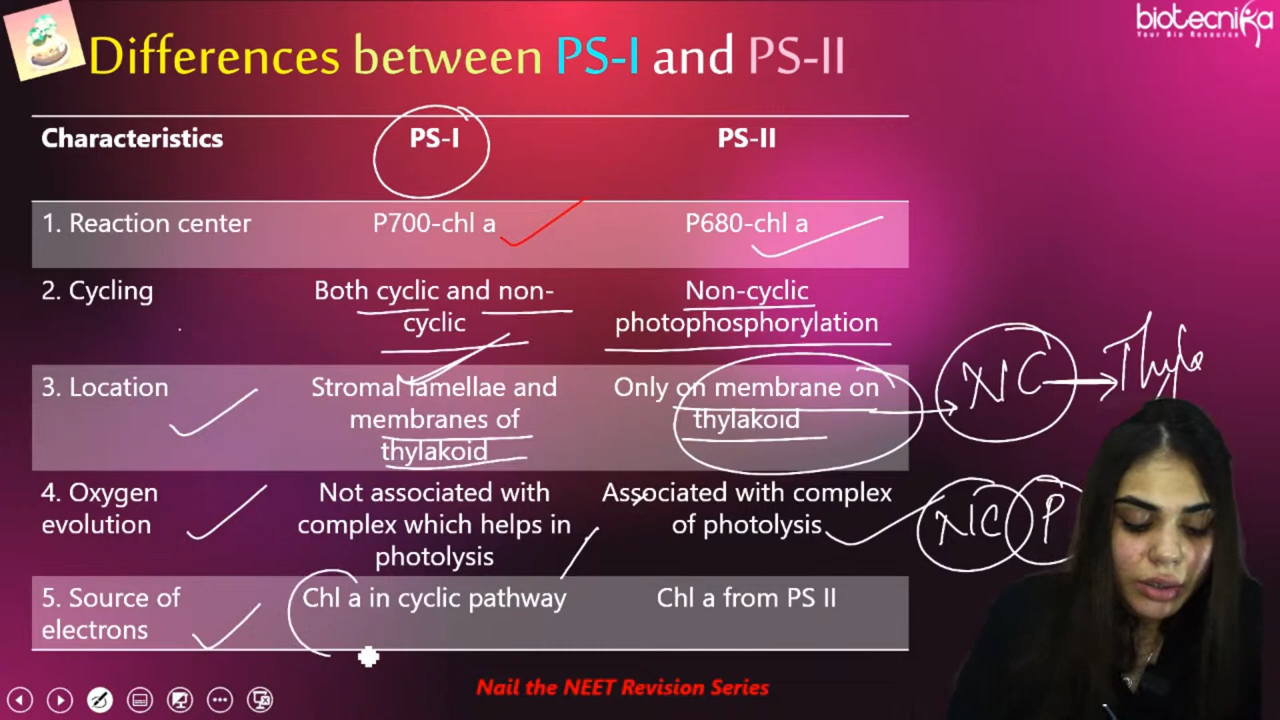 biotecnika
Your Bio Resource!
Differences between PS-I and PS-II
Characteristics PS-I PS-II
1. Reaction center P700-chl a P680-chl a
2. Cycling Both cyclic and non-
cyclic Non-cyclic
photophosphorylation
3. Location Stromal lamellae and
membranes of
thylakoid Only on membrane on
thylakoid
NC Thyla
4. Oxygen
evolution Not associated with
complex which helps in
photolysis Associated with complex
of photolysis
NC P
5. Source of
electrons Chl a in cyclic pathway Chl a from PS II
Nail the NEET Revision Series